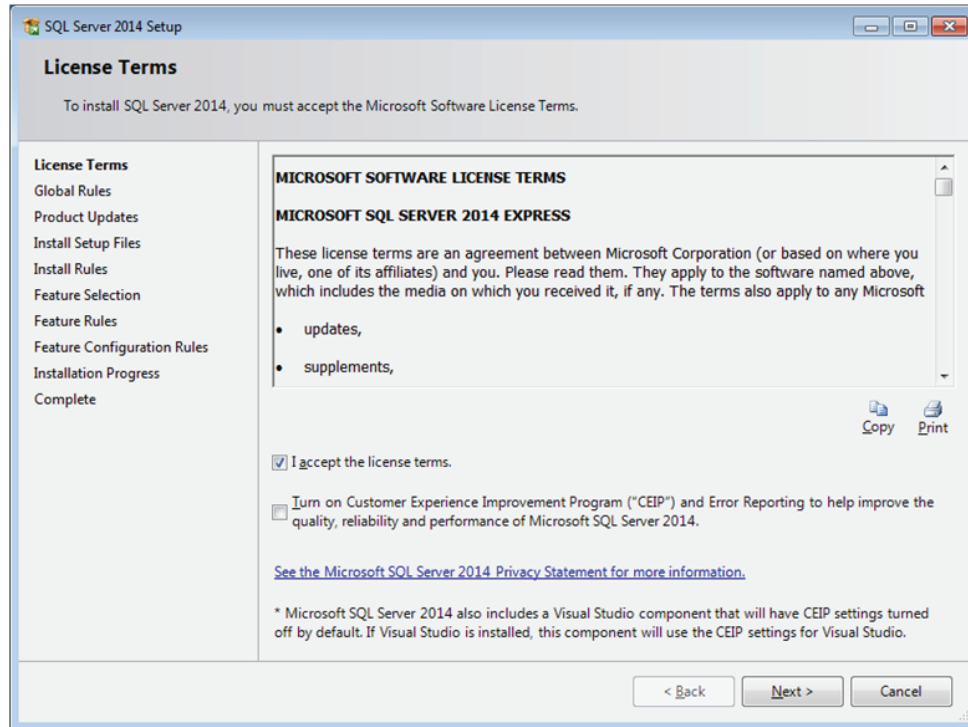 SQL Server 2014 Setup
License Terms
To install SQL Server 2014, you must accept the Microsoft Software License Terms.
License Terms
Global Rules
Product Updates
Install Setup Files
Install Rules
Feature Selection
Feature Rules
Feature Configuration Rules
Installation Progress
Complete
MICROSOFT SOFTWARE LICENSE TERMS
MICROSOFT SQL SERVER 2014 EXPRESS
These license terms are an agreement between Microsoft Corporation (or based on where you
live, one of its affiliates) and you. Please read them. They apply to the software named above,
which includes the media on which you received it, if any. The terms also apply to any Microsoft
• updates,
• supplements,
Copy Print
I accept the license terms.
Turn on Customer Experience Improvement Program ("CEIP") and Error Reporting to help improve the
quality, reliability and performance of Microsoft SQL Server 2014.
See the Microsoft SQL Server 2014 Privacy Statement for more information.
* Microsoft SQL Server 2014 also includes a Visual Studio component that will have CEIP settings turned
off by default. If Visual Studio is installed, this component will use the CEIP settings for Visual Studio.
< Back Next > Cancel